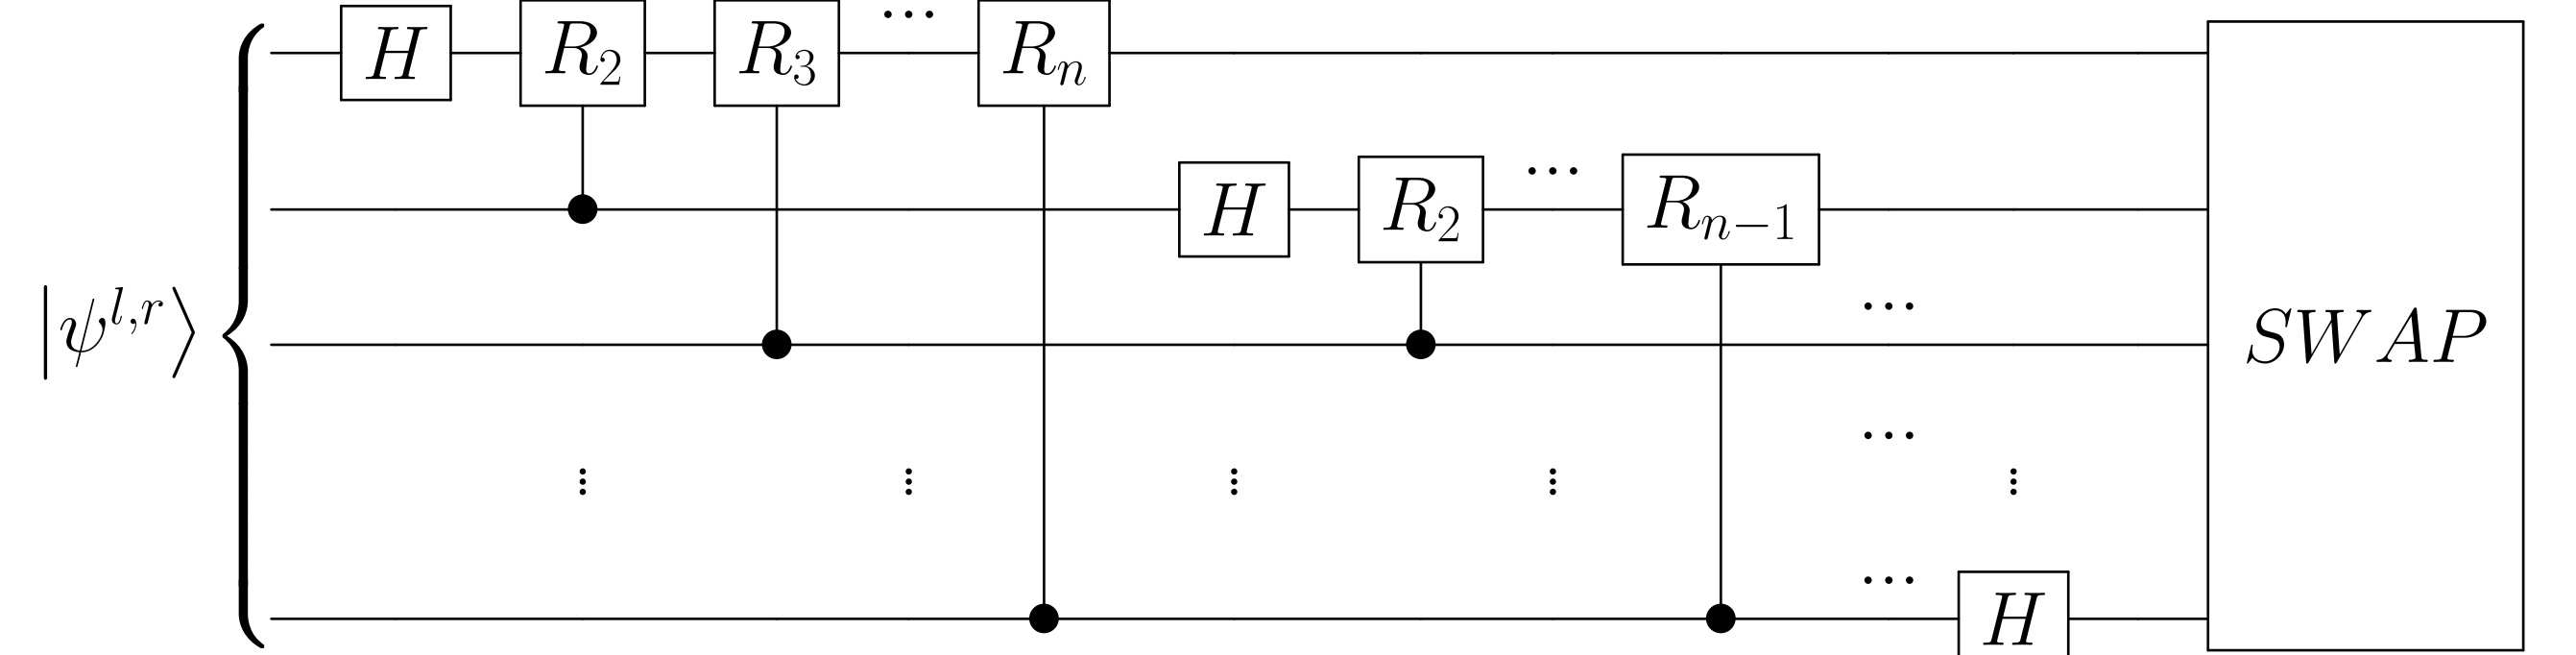 H R_2 R_3 ... R_n
H R_2 ... R_{n-1}
...
|ψ^{l,r}⟩ SWAP
...
⋮ ⋮ ⋮ ⋮ ⋮
...
H